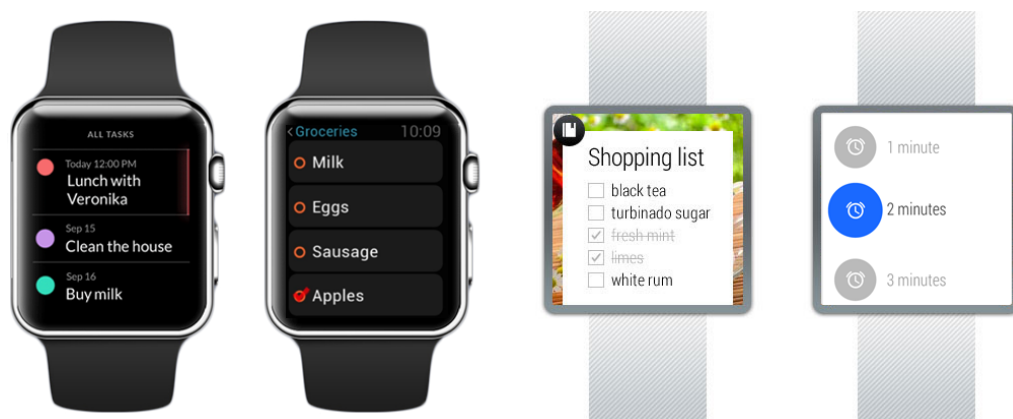 ALL TASKS
Today 12:00 PM
Lunch with
Veronika
Sep 15
Clean the house
Sep 16
Buy milk
<Groceries 10:09
Milk
Eggs
Sausage
Apples
Shopping list
black tea
turbinado sugar
fresh mint
limes
white rum
1 minute
2 minutes
3 minutes